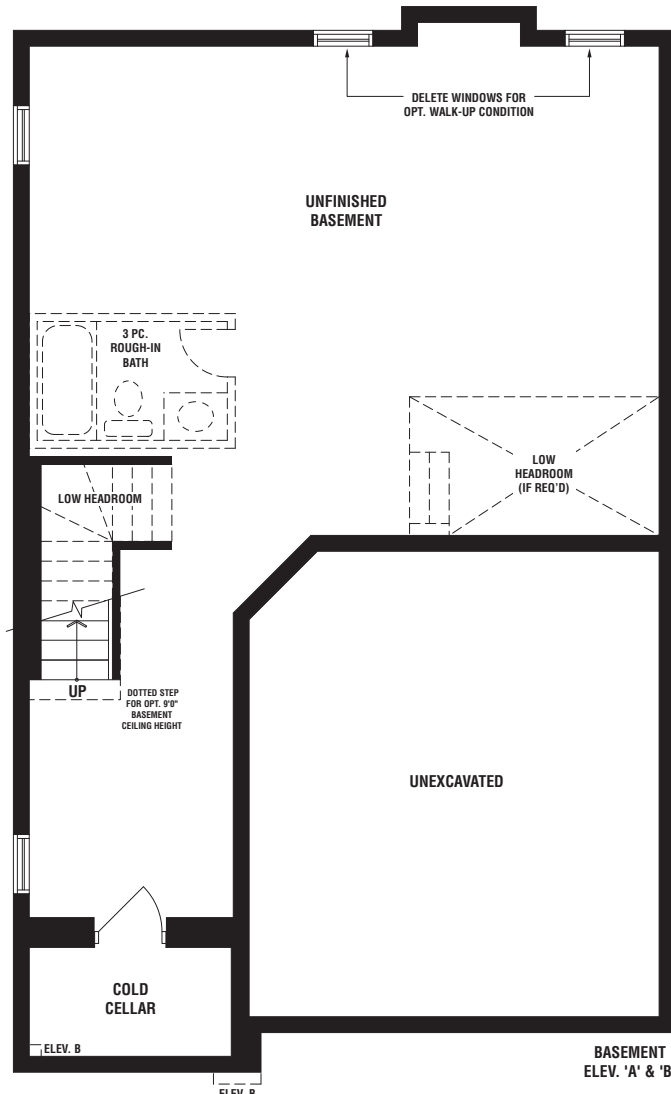 DELETE WINDOWS FOR
OPT. WALK-UP CONDITION
UNFINISHED
BASEMENT
3 PC.
ROUGH-IN
BATH
LOW
HEADROOM
(IF REQ'D)
LOW HEADROOM
UP
DOTTED STEP
FOR OPT. 9'0"
BASEMENT
CEILING HEIGHT
UNEXCAVATED
COLD
CELLAR
ELEV. B
BASEMENT
ELEV. 'A' & 'B
ELEV. B